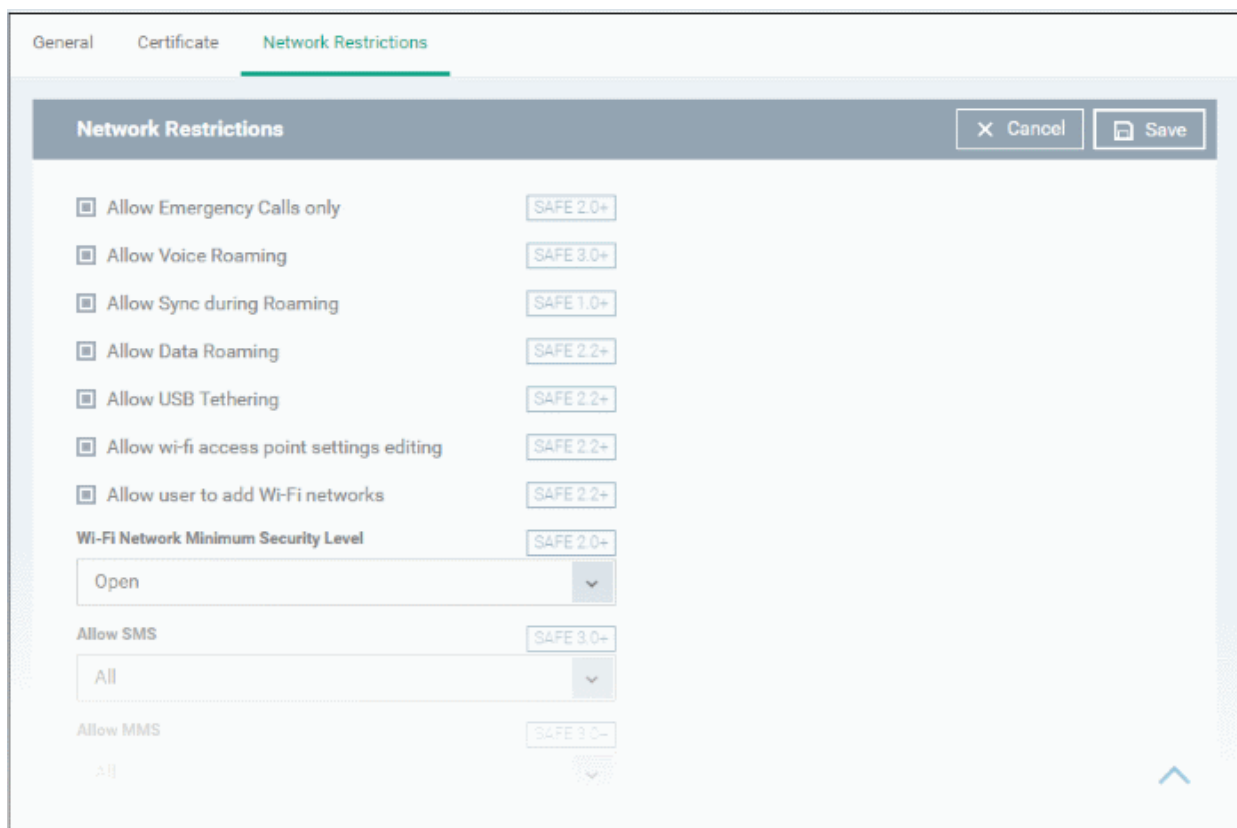 General Certificate Network Restrictions
Network Restrictions Cancel Save
Allow Emergency Calls only SAFE 2.0+
Allow Voice Roaming SAFE 3.0+
Allow Sync during Roaming SAFE 1.0+
Allow Data Roaming SAFE 2.2+
Allow USB Tethering SAFE 2.2+
Allow wi-fi access point settings editing SAFE 2.2+
Allow user to add Wi-Fi networks SAFE 2.2+
Wi-Fi Network Minimum Security Level SAFE 2.0+
Open
Allow SMS SAFE 3.0+
All
Allow MMS SAFE 3.0+
All